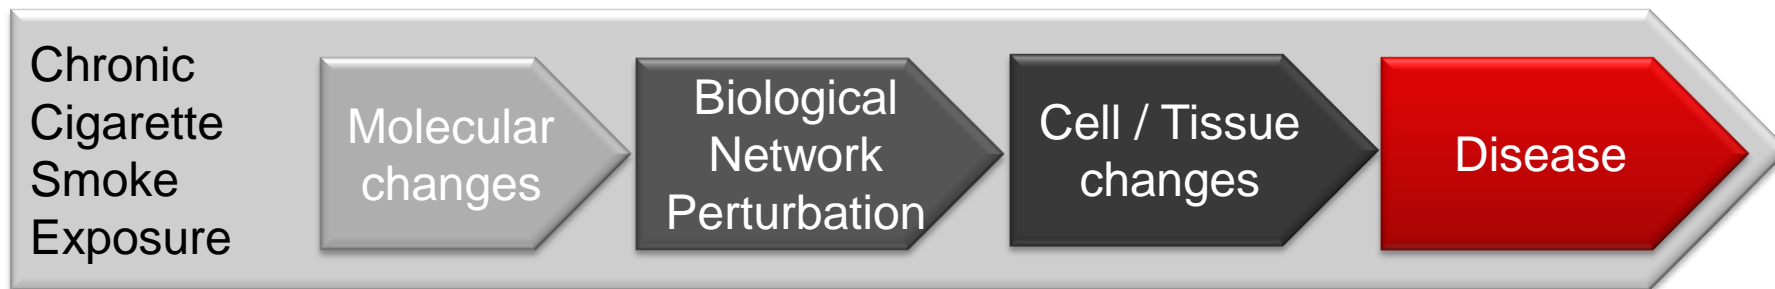 Chronic
Cigarette
Smoke
Exposure
Molecular
changes
Biological
Network
Perturbation
Cell / Tissue
changes
Disease